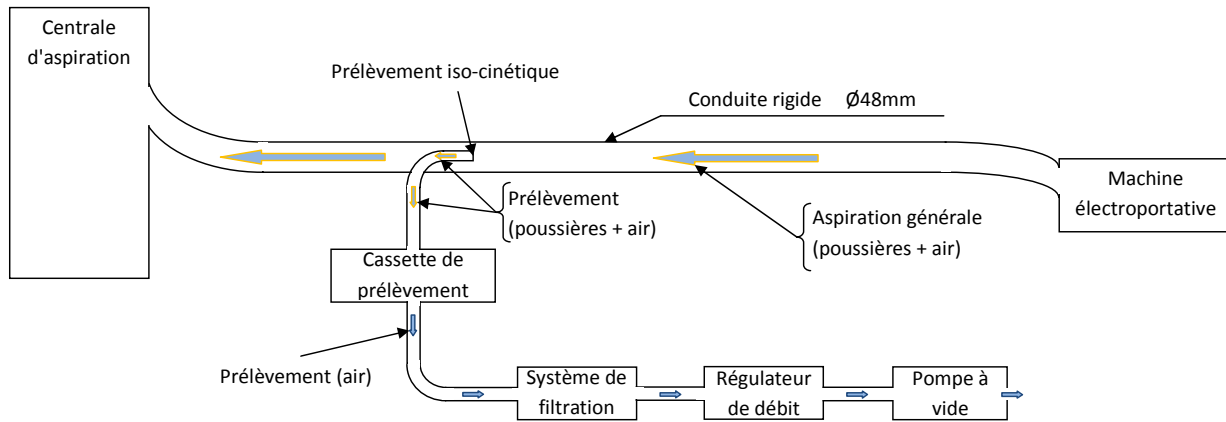 Centrale
d'aspiration
Prélèvement iso-cinétique
Conduite rigide Ø48mm
Machine
électroportative
Prélèvement
(poussières + air)
Aspiration générale
(poussières + air)
Cassette de
prélèvement
Prélèvement (air)
Système de
filtration
Régulateur
de débit
Pompe à
vide